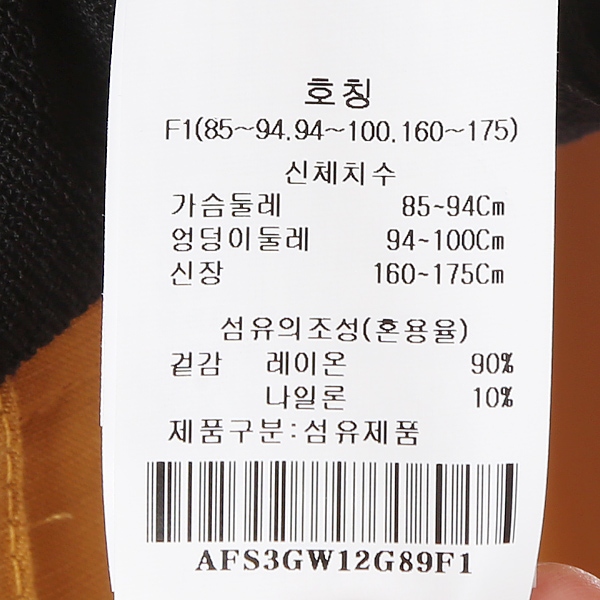 호칭
F1(85~94.94~100.160~175)
신체치수
가슴둘레 85~94Cm
엉덩이둘레 94~100Cm
신장 160~175Cm
섬유의조성(혼용율)
겉감 레이온 90%
나일론 10%
제품구분:섬유제품
AFS3GW12G89F1